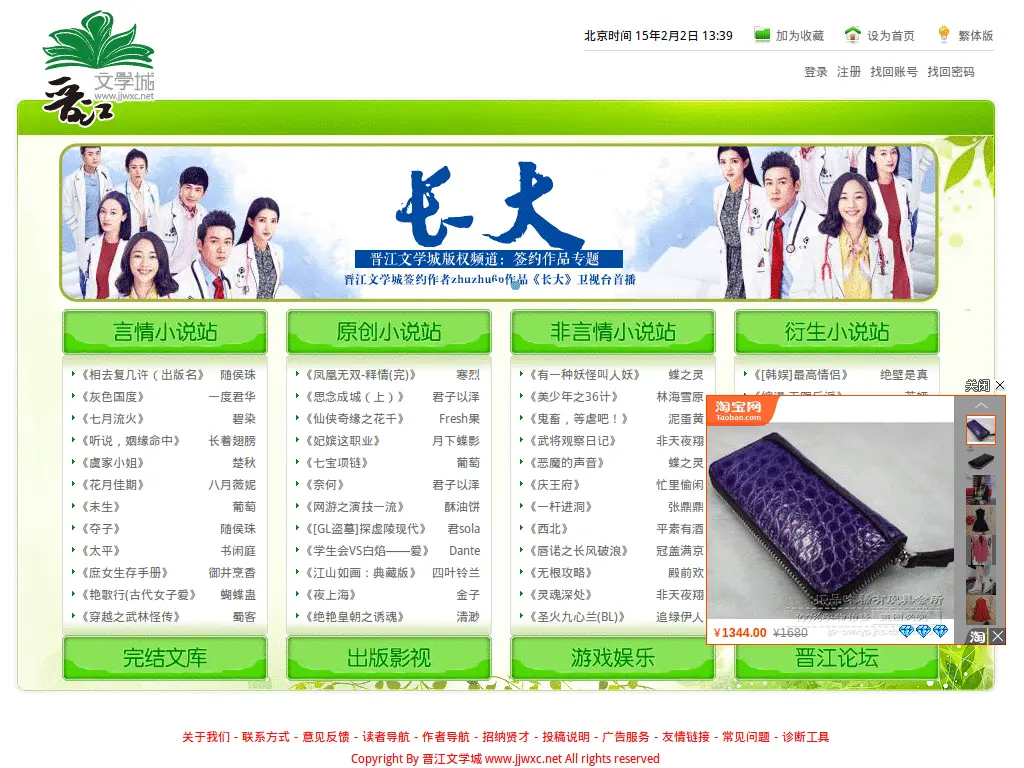 北京时间 15年2月2日 13:39 加为收藏 设为首页 繁体版
文学城
www.jjwxc.net
晋江
登录 注册 找回账号 找回密码
长大
晋江文学城版权频道：签约作品专题
晋江文学城签约作者zhuzhu6p作品《长大》卫视台首播
言情小说站
《相去复几许（出版名》 随侯珠
《灰色国度》 一度君华
《七月流火》 碧染
《听说，姻缘命中》 长着翅膀
《虞家小姐》 楚秋
《花月佳期》 八月薇妮
《未生》 葡萄
《夺子》 随侯珠
《太平》 书闲庭
《庶女生存手册》 御井烹香
《艳歌行(古代女子爱》 蝴蝶蛊
《穿越之武林怪传》 蜀客
完结文库
原创小说站
《凤凰无双-释情(完)》 寒烈
《思念成城（上）》 君子以泽
《仙侠奇缘之花千》 Fresh果
《妃嫔这职业》 月下蝶影
《七宝项链》 葡萄
《奈何》 君子以泽
《网游之演技一流》 酥油饼
《[GL盗墓]探虚陵现代》 君sola
《学生会VS白焰——爱》 Dante
《江山如画：典藏版》 四叶铃兰
《夜上海》 金子
《绝艳皇朝之诱魂》 清渺
出版影视
非言情小说站
《有一种妖怪叫人妖》 蝶之灵
《美少年之36计》 林海雪原
《鬼畜，等虐吧！》 泥蛋黄
《武将观察日记》 非天夜翔
《恶魔的声音》 蝶之灵
《庆王府》 忙里偷闲
《一杆进洞》 张鼎鼎
《西北》 平素有酒
《唇诺之长风破浪》 冠盖满京
《无根攻略》 殿前欢
《灵魂深处》 非天夜翔
《圣火九心兰(BL)》 追绿伊人
游戏娱乐
衍生小说站
《[韩娱]最高情侣》 绝壁是真
晋江论坛
关闭
淘宝网
Taobao.com
¥1344.00 ¥1680
淘
关于我们 - 联系方式 - 意见反馈 - 读者导航 - 作者导航 - 招纳贤才 - 投稿说明 - 广告服务 - 友情链接 - 常见问题 - 诊断工具
Copyright By 晋江文学城 www.jjwxc.net All rights reserved